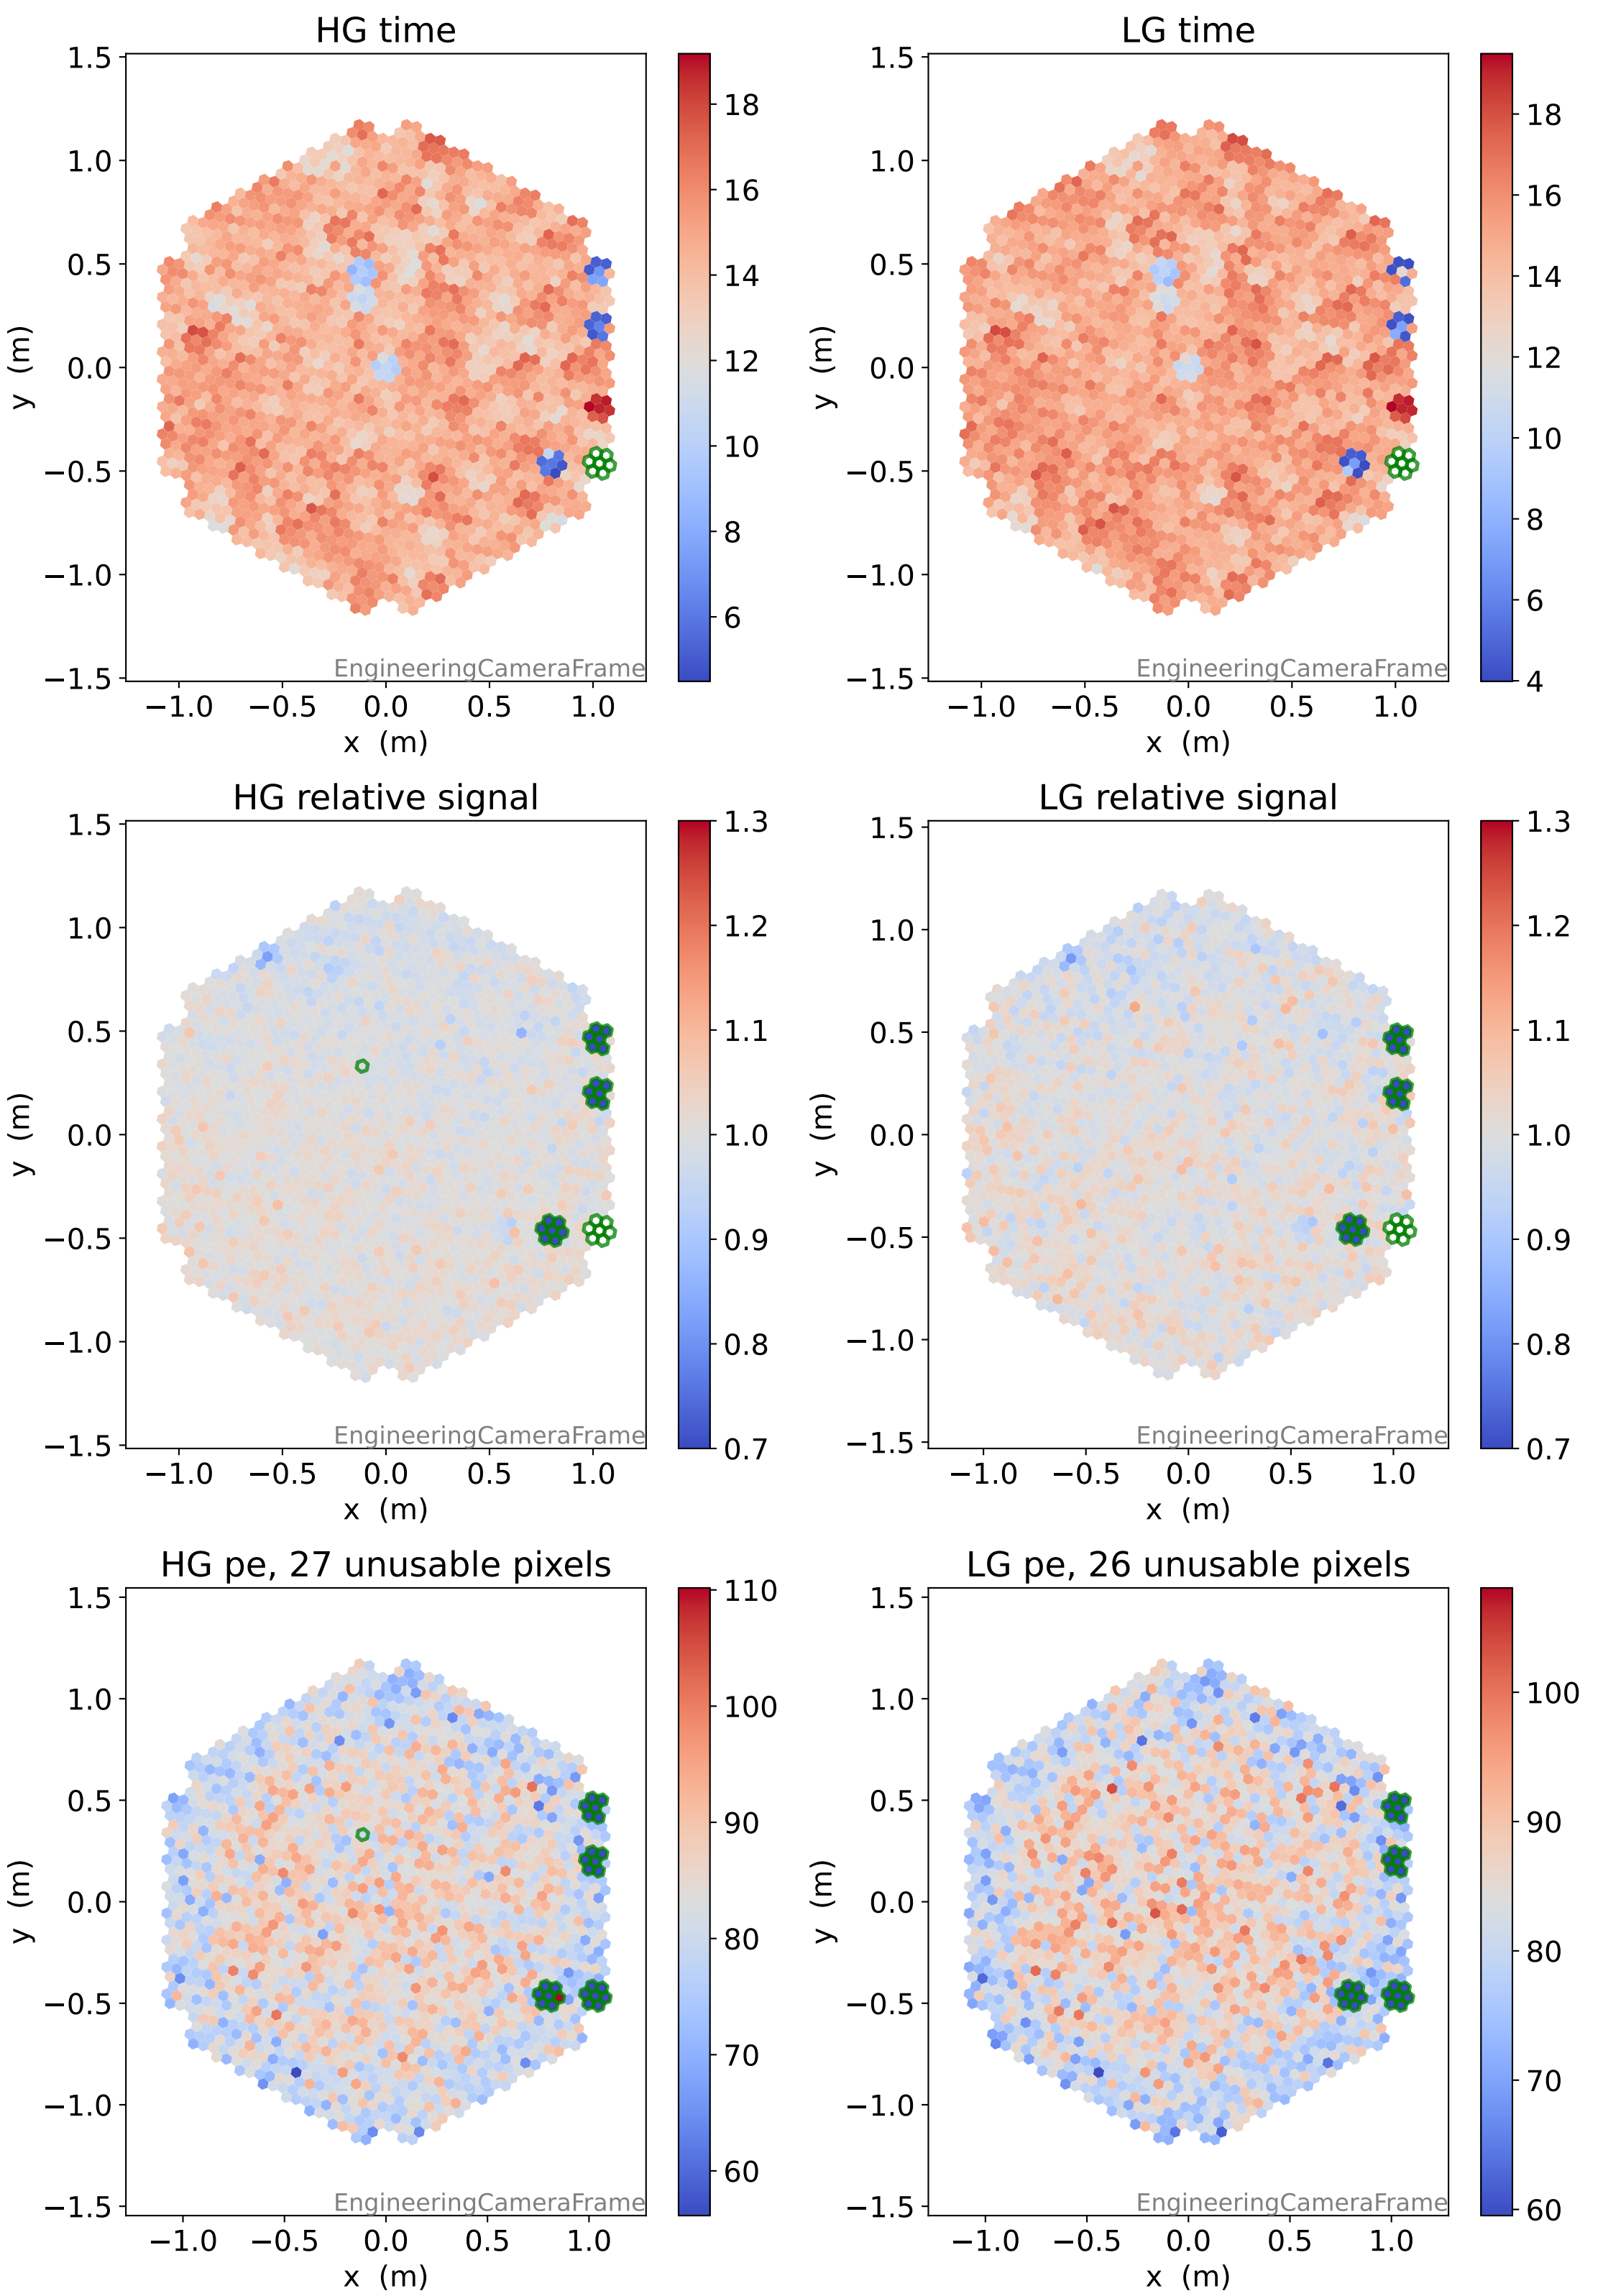 HG time
LG time
1.5
1.0
0.5
0.0
−0.5
−1.0
−1.5
y (m)
−1.0 −0.5 0.0 0.5 1.0
x (m)
EngineeringCameraFrame
18
16
14
12
10
8
6
1.5
1.0
0.5
0.0
−0.5
−1.0
−1.5
y (m)
−1.0 −0.5 0.0 0.5 1.0
x (m)
EngineeringCameraFrame
18
16
14
12
10
8
6
4
HG relative signal
LG relative signal
1.5
1.0
0.5
0.0
−0.5
−1.0
−1.5
y (m)
−1.0 −0.5 0.0 0.5 1.0
x (m)
EngineeringCameraFrame
1.3
1.2
1.1
1.0
0.9
0.8
0.7
1.5
1.0
0.5
0.0
−0.5
−1.0
−1.5
y (m)
−1.0 −0.5 0.0 0.5 1.0
x (m)
EngineeringCameraFrame
1.3
1.2
1.1
1.0
0.9
0.8
0.7
HG pe, 27 unusable pixels
LG pe, 26 unusable pixels
1.5
1.0
0.5
0.0
−0.5
−1.0
−1.5
y (m)
−1.0 −0.5 0.0 0.5 1.0
x (m)
EngineeringCameraFrame
110
100
90
80
70
60
1.5
1.0
0.5
0.0
−0.5
−1.0
−1.5
y (m)
−1.0 −0.5 0.0 0.5 1.0
x (m)
EngineeringCameraFrame
100
90
80
70
60